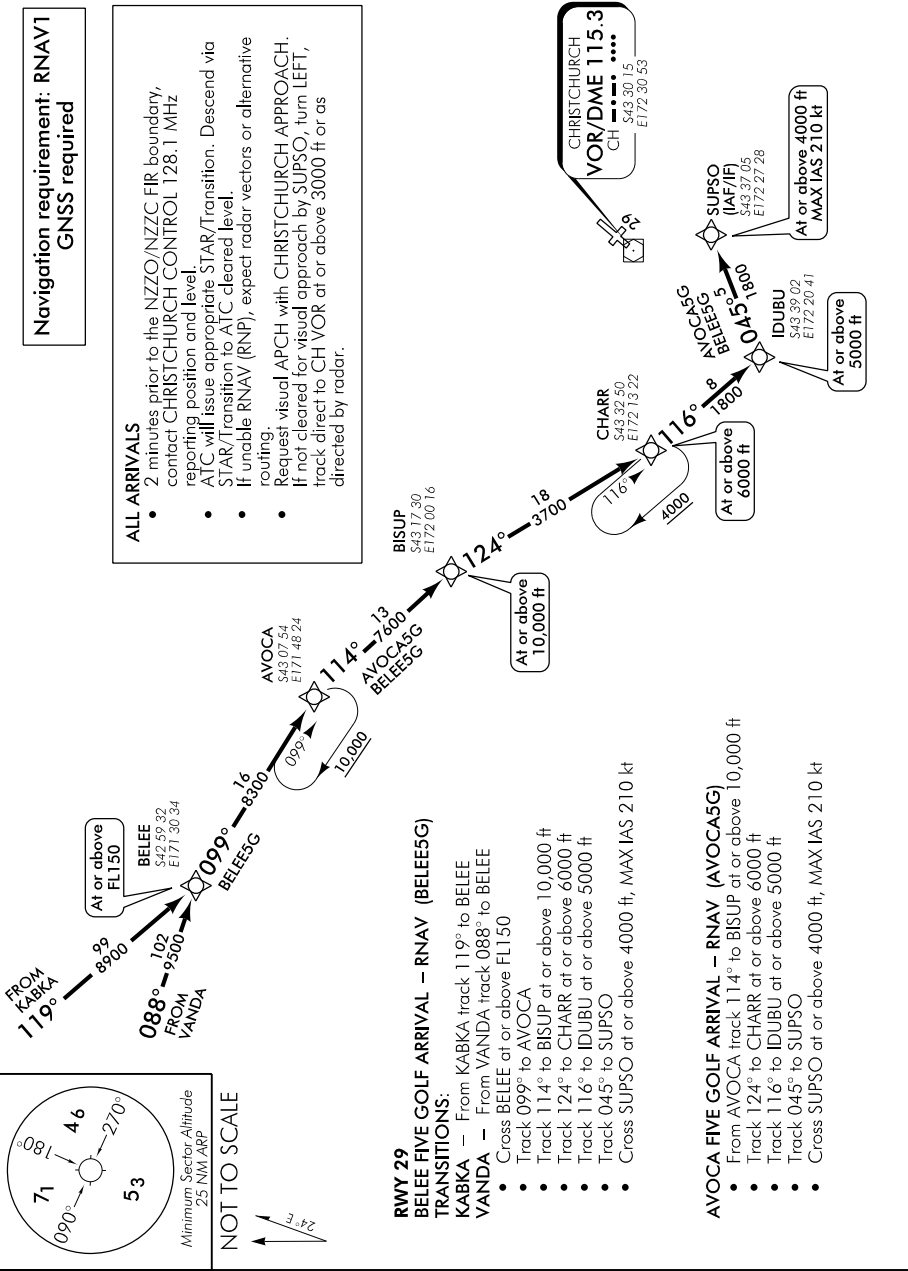 Navigation requirement: RNAV1
GNSS required
ALL ARRIVALS
• 2 minutes prior to the NZZO/NZZC FIR boundary,
contact CHRISTCHURCH CONTROL 128.1 MHz
reporting position and level.
• ATC will issue appropriate STAR/Transition. Descend via
STAR/Transition to ATC cleared level.
• If unable RNAV (RNP), expect radar vectors or alternative
routing.
• Request visual APCH with CHRISTCHURCH APPROACH.
If not cleared for visual approach by SUPSO, turn LEFT,
track direct to CH VOR at or above 3000 ft or as
directed by radar.
180°
7₁
4₆
090°
270°
5₃
Minimum Sector Altitude
25 NM ARP
NOT TO SCALE
24° E
FROM
KABKA
119°
99
8900
088°
102
9500
FROM
VANDA
At or above
FL150
BELEE
S42 59 32
E171 30 34
099°
16
8300
BELEE5G
AVOCA
S43 07 54
E171 48 24
099°
10,000
114°
13
7600
AVOCA5G
BELEE5G
BISUP
S43 17 30
E172 00 16
At or above
10,000 ft
124°
18
3700
CHARR
S43 32 50
E172 13 22
116°
4000
At or above
6000 ft
116°
8
1800
IDUBU
S43 39 02
E172 20 41
At or above
5000 ft
AVOCA5G
BELEE5G
045°
5
1800
SUPSO
(IAF/IF)
S43 37 05
E172 27 28
At or above 4000 ft
MAX IAS 210 kt
29
CHRISTCHURCH
VOR/DME 115.3
CH
S43 30 15
E172 30 53
RWY 29
BELEE FIVE GOLF ARRIVAL – RNAV (BELEE5G)
TRANSITIONS:
KABKA – From KABKA track 119° to BELEE
VANDA – From VANDA track 088° to BELEE
• Cross BELEE at or above FL150
• Track 099° to AVOCA
• Track 114° to BISUP at or above 10,000 ft
• Track 124° to CHARR at or above 6000 ft
• Track 116° to IDUBU at or above 5000 ft
• Track 045° to SUPSO
• Cross SUPSO at or above 4000 ft, MAX IAS 210 kt
AVOCA FIVE GOLF ARRIVAL – RNAV (AVOCA5G)
• From AVOCA track 114° to BISUP at or above 10,000 ft
• Track 124° to CHARR at or above 6000 ft
• Track 116° to IDUBU at or above 5000 ft
• Track 045° to SUPSO
• Cross SUPSO at or above 4000 ft, MAX IAS 210 kt